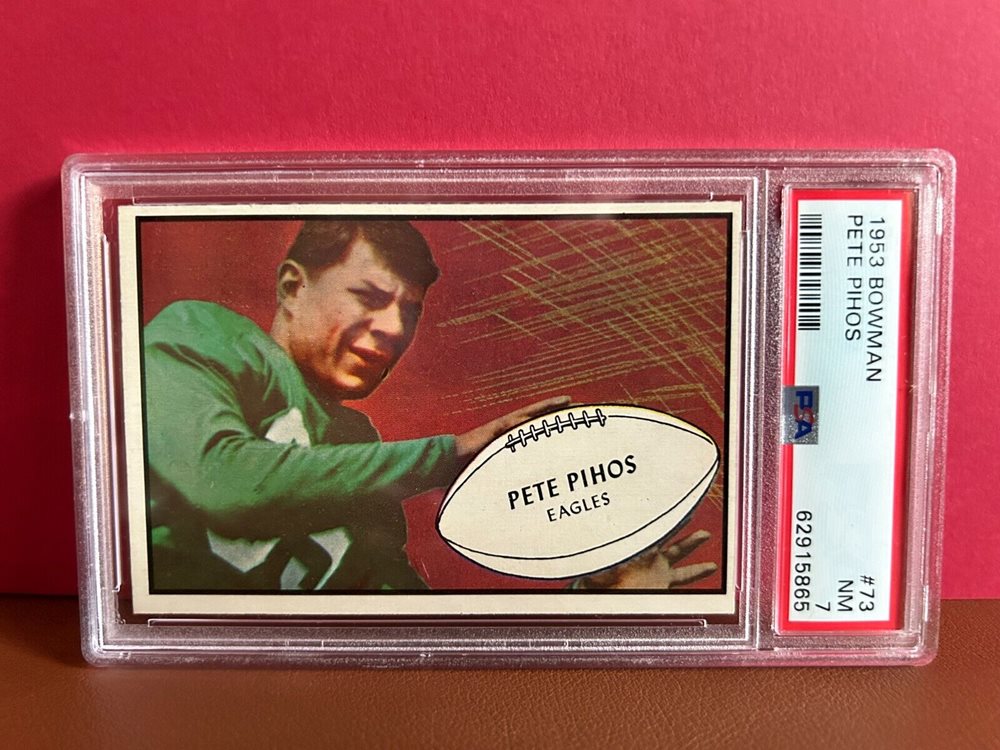 PETE PIHOS
EAGLES
1953 BOWMAN
PETE PIHOS
#73
NM
7
PSA
62915865